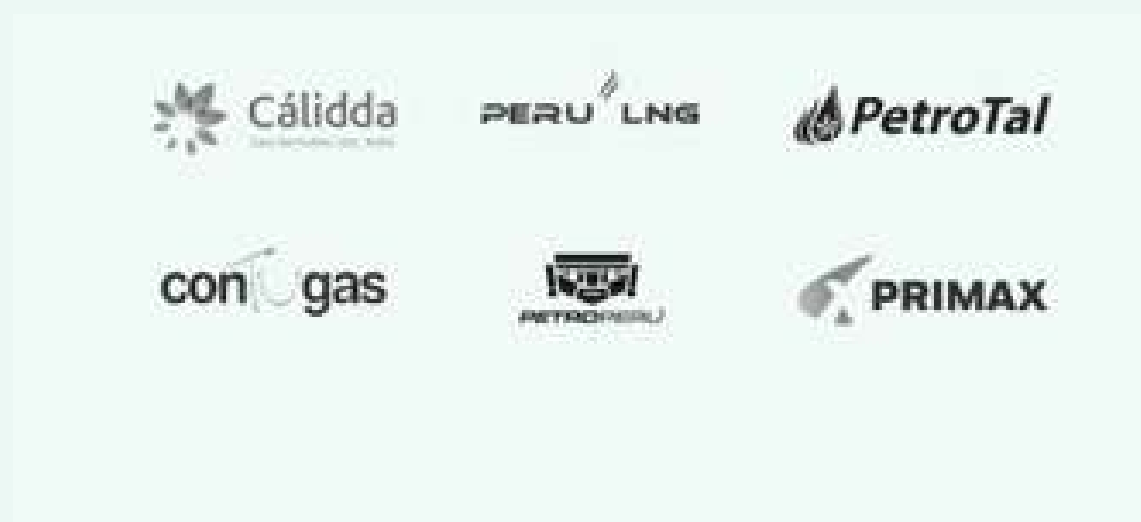 Cálidda
PERU LNG
PetroTal
conTUgas
PETROPERU
PRIMAX